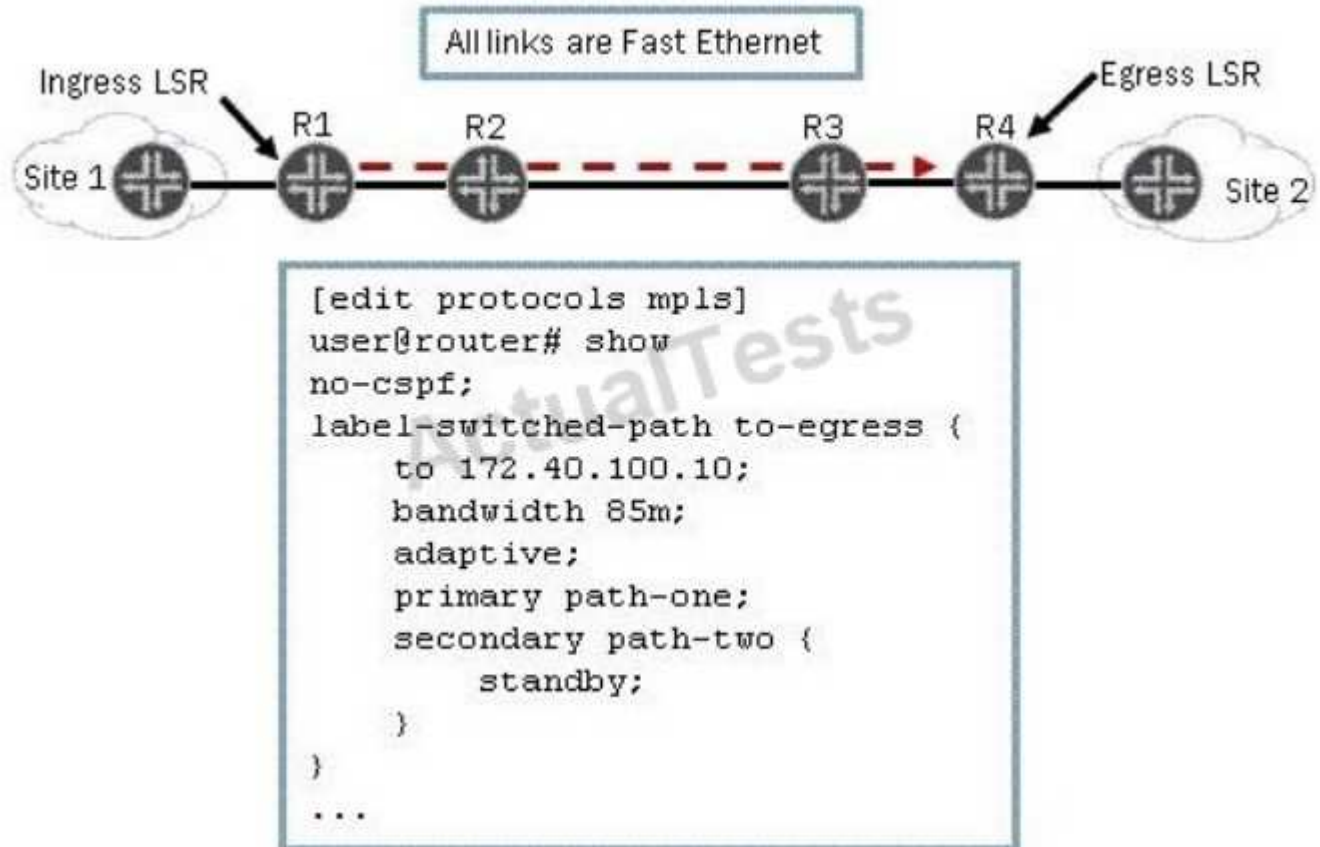 All links are Fast Ethernet
Ingress LSR
Egress LSR
R1
R2
R3
R4
Site 1
Site 2
[edit protocols mpls]
user@router# show
no-cspf;
label-switched-path to-egress {
    to 172.40.100.10;
    bandwidth 85m;
    adaptive;
    primary path-one;
    secondary path-two {
        standby;
    }
}
...
ActualTests